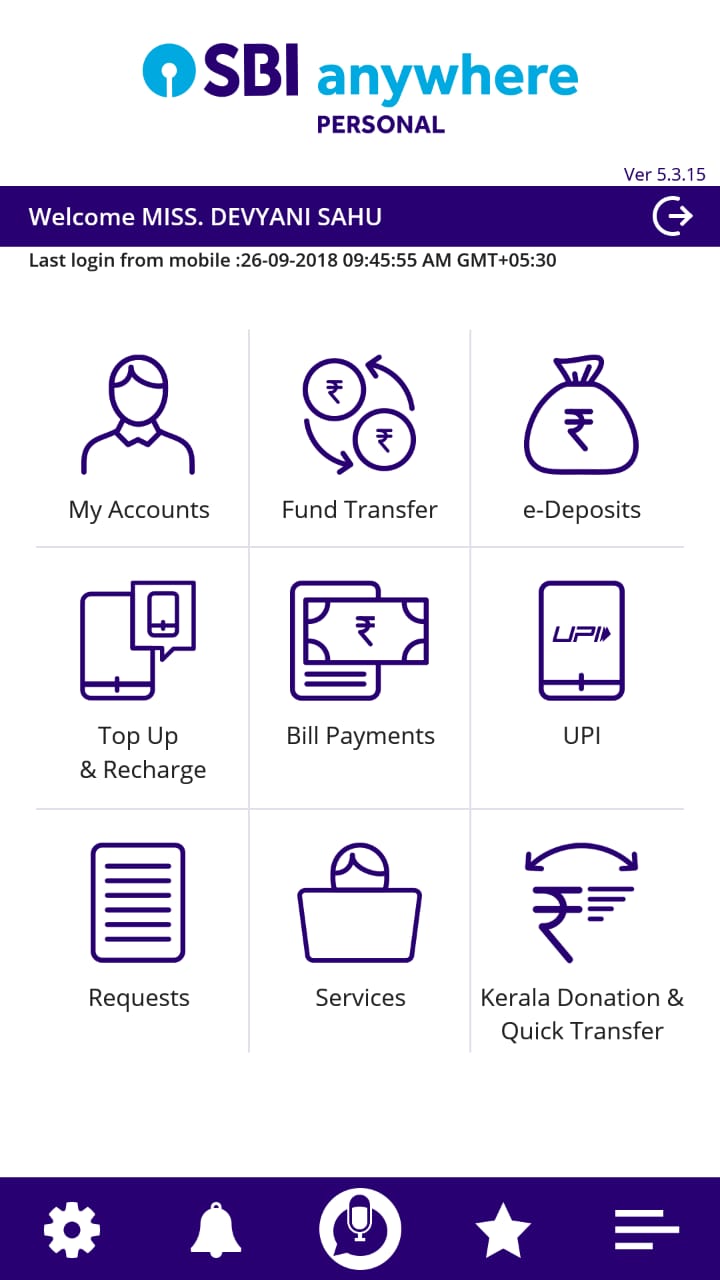 SBI anywhere
PERSONAL
Ver 5.3.15
Welcome MISS. DEVYANI SAHU
Last login from mobile :26-09-2018 09:45:55 AM GMT+05:30
₹
₹
₹
My Accounts
Fund Transfer
e-Deposits
₹
UPI
Top Up
& Recharge
Bill Payments
UPI
₹
Requests
Services
Kerala Donation &
Quick Transfer